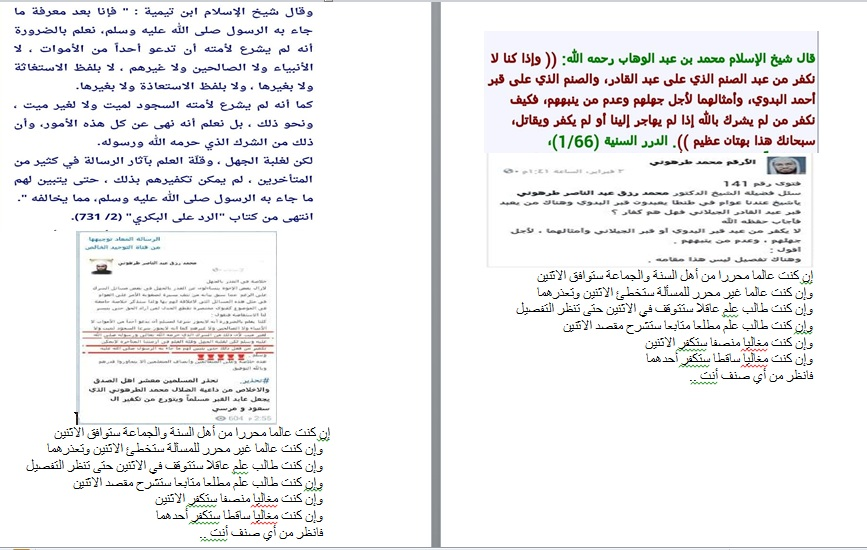 قال شيخ الإسلام محمد بن عبد الوهاب رحمه الله: (( وإذا كنا لا
نكفر من عبد الصنم الذي على عبد القادر، والصنم الذي على قبر
أحمد البدوي، وأمثالهما لأجل جهلهم وعدم من ينبههم، فكيف
نكفر من لم يشرك بالله إذا لم يهاجر إلينا أو لم يكفر ويقاتل،
سبحانك هذا بهتان عظيم )). الدرر السنية (1/66)،
الأرقم محمد طرهوني
٣ فبراير، الساعة ٠١:٤١ م
فتوى رقم 141
سئل فضيلة الشيخ الدكتور محمد رزق عبد الناصر طرهوني
ياشيخ عندنا عوام في طنطا يعبدون قبر البدوي وهناك من يعبد
قبر عبد القادر الجيلاني فهل هم كفار ؟
فأجاب حفظه الله
لا يكفر من عبد قبر البدوي أو قبر الجيلاني وأمثالهما ، لأجل
جهلهم ، وعدم من ينبههم .
أقول :
وهناك تفصيل ليس هذا مقامه .
إن كنت عالما محررا من أهل السنة والجماعة ستوافق الاثنين
وإن كنت عالما غير محرر للمسألة ستخطئ الاثنين وتعذرهما
وإن كنت طالب علم عاقلا ستتوقف في الاثنين حتى تنظر التفصيل
وإن كنت طالب علم مطلعا متابعا ستشرح مقصد الاثنين
وإن كنت مغاليا منصفا ستكفر الاثنين
وإن كنت مغاليا ساقطا ستكفر أحدهما
فانظر من أي صنف أنت ..
وقال شيخ الإسلام ابن تيمية : " فإنا بعد معرفة ما
جاء به الرسول صلى الله عليه وسلم، نعلم بالضرورة
أنه لم يشرع لأمته أن تدعو أحداً من الأموات ، لا
الأنبياء ولا الصالحين ولا غيرهم ، لا بلفظ الاستغاثة
ولا بغيرها ، ولا بلفظ الاستعاذة ولا بغيرها.
كما أنه لم يشرع لأمته السجود لميت ولا لغير ميت ،
ونحو ذلك ، بل نعلم أنه نهى عن كل هذه الأمور، وأن
ذلك من الشرك الذي حرمه الله ورسوله.
لكن لغلبة الجهل ، وقلّة العلم بآثار الرسالة في كثير من
المتأخرين ، لم يمكن تكفيرهم بذلك ، حتى يتبين لهم
ما جاء به الرسول صلى الله عليه وسلم، مما يخالفه ".
انتهى من كتاب "الرد على البكري" (2/ 731).
الرسالة المعاد توجيهها
من قناة التوحيد الخالص
محمد رزق عبد الناصر طرهوني
#تحذير_ نحذر المسلمين معشر اهل الصدق
والاخلاص من داعية الضلال محمد الطرهوني الذي
يجعل عابد القبر مسلماً ويتورع من تكفير ال
سعود و مرسي
604 2:55 م
إن كنت عالما محررا من أهل السنة والجماعة ستوافق الاثنين
وإن كنت عالما غير محرر للمسألة ستخطئ الاثنين وتعذرهما
وإن كنت طالب علم عاقلا ستتوقف في الاثنين حتى تنظر التفصيل
وإن كنت طالب علم مطلعا متابعا ستشرح مقصد الاثنين
وإن كنت مغاليا منصفا ستكفر الاثنين
وإن كنت مغاليا ساقطا ستكفر أحدهما
فانظر من أي صنف أنت ..